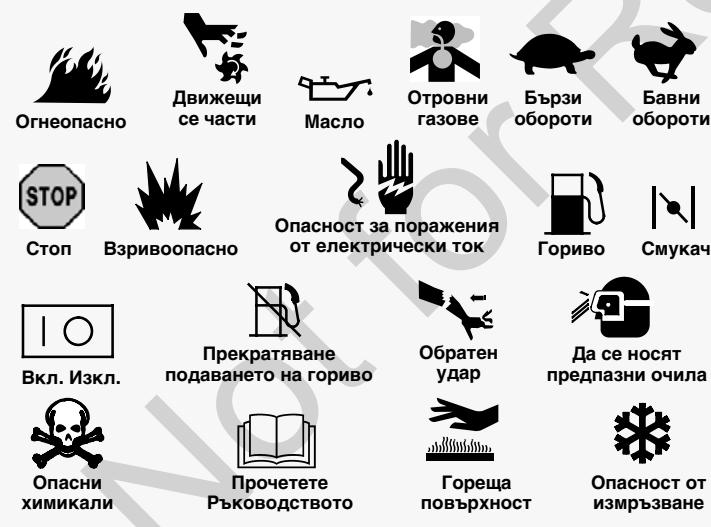 Огнеопасно
Движещи
се части
Масло
Отровни
газове
Бързи
обороти
Бавни
обороти
STOP
Стоп
Взривоопасно
Опасност за поражения
от електрически ток
Гориво
Смукач
Вкл. Изкл.
Прекратяване
подаването на гориво
Обратен
удар
Да се носят
предпазни очила
Опасни
химикали
Прочетете
Ръководството
Гореща
повърхност
Опасност от
измръзване
Not for Re